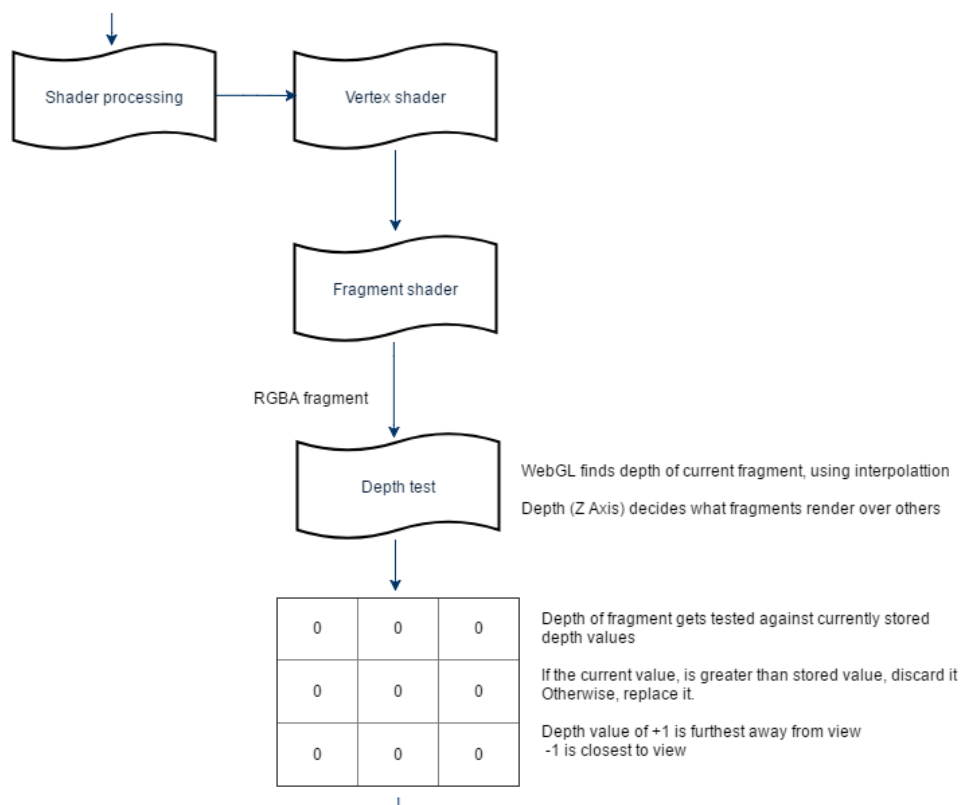 Shader processing
Vertex shader
Fragment shader
RGBA fragment
Depth test
WebGL finds depth of current fragment, using interpolattion
Depth (Z Axis) decides what fragments render over others
0 0 0
0 0 0
0 0 0
Depth of fragment gets tested against currently stored
depth values
If the current value, is greater than stored value, discard it
Otherwise, replace it.
Depth value of +1 is furthest away from view
-1 is closest to view